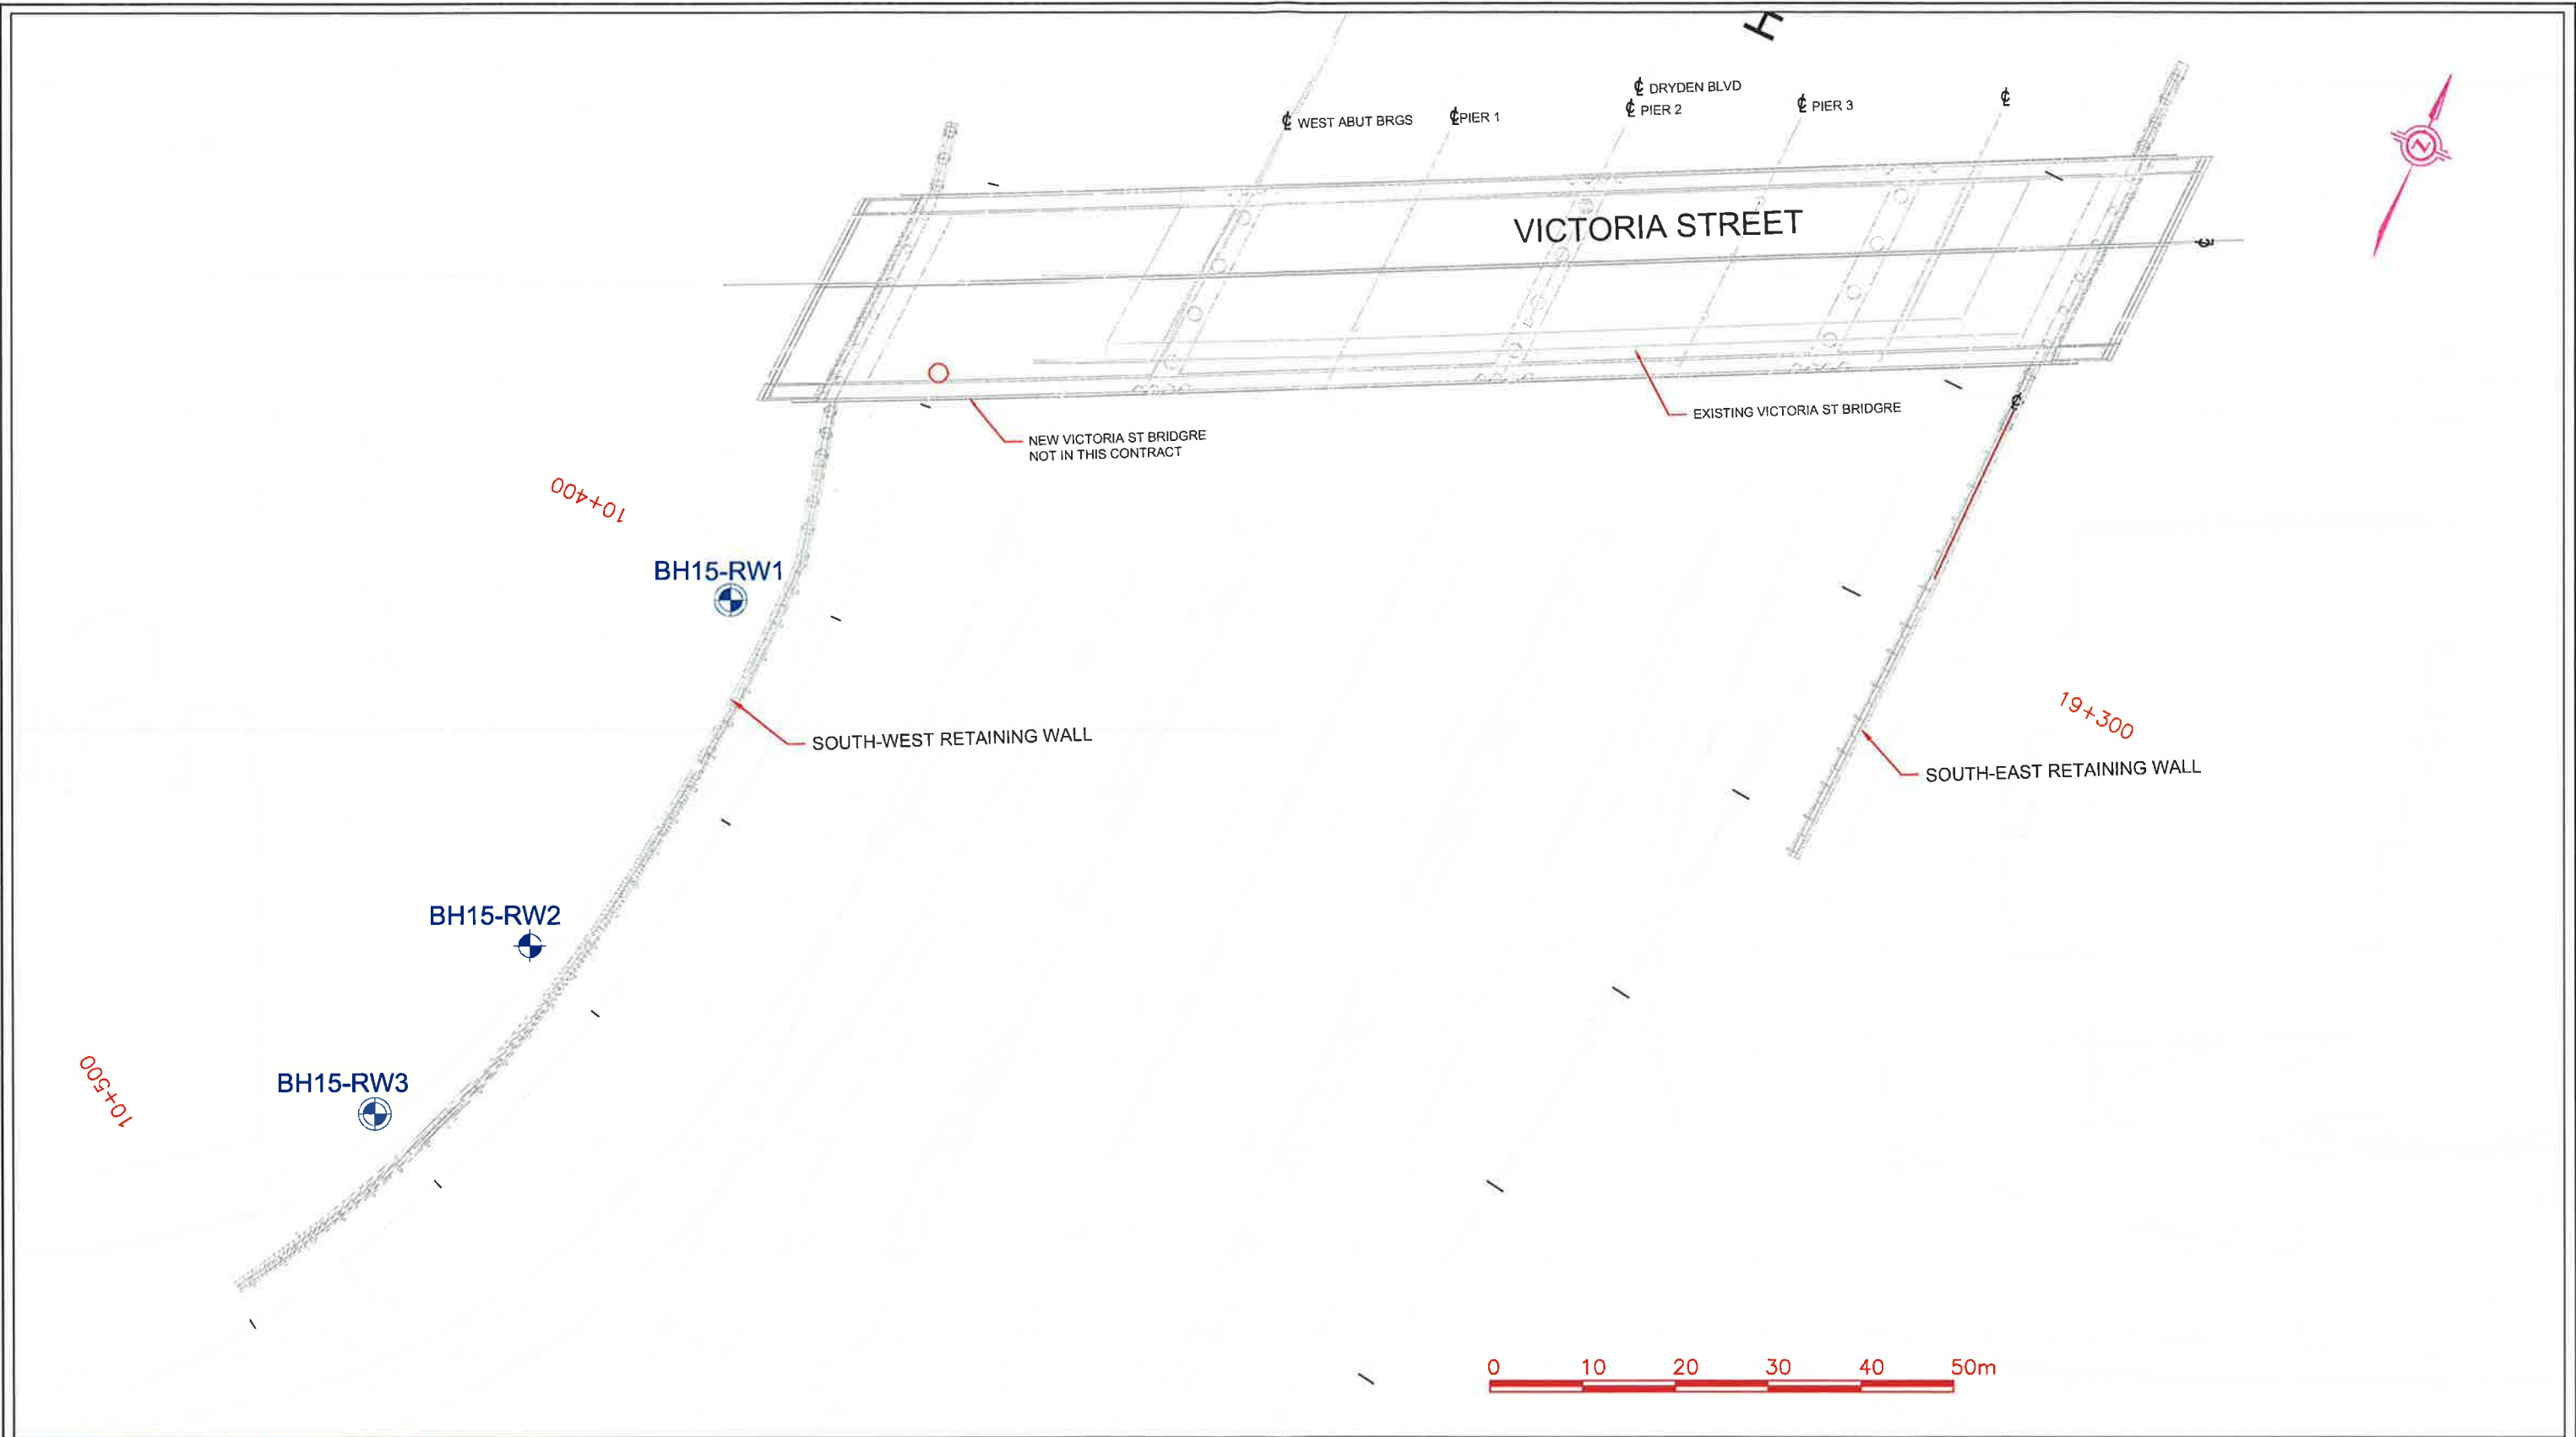 H
℄ DRYDEN BLVD
℄ WEST ABUT BRGS
℄PIER 1
℄ PIER 2
℄ PIER 3
℄
N
VICTORIA STREET
℄
EXISTING VICTORIA ST BRIDGRE
NEW VICTORIA ST BRIDGRE
NOT IN THIS CONTRACT
10+400
BH15-RW1
19+300
SOUTH-WEST RETAINING WALL
SOUTH-EAST RETAINING WALL
BH15-RW2
BH15-RW3
10+500
0 10 20 30 40 50m